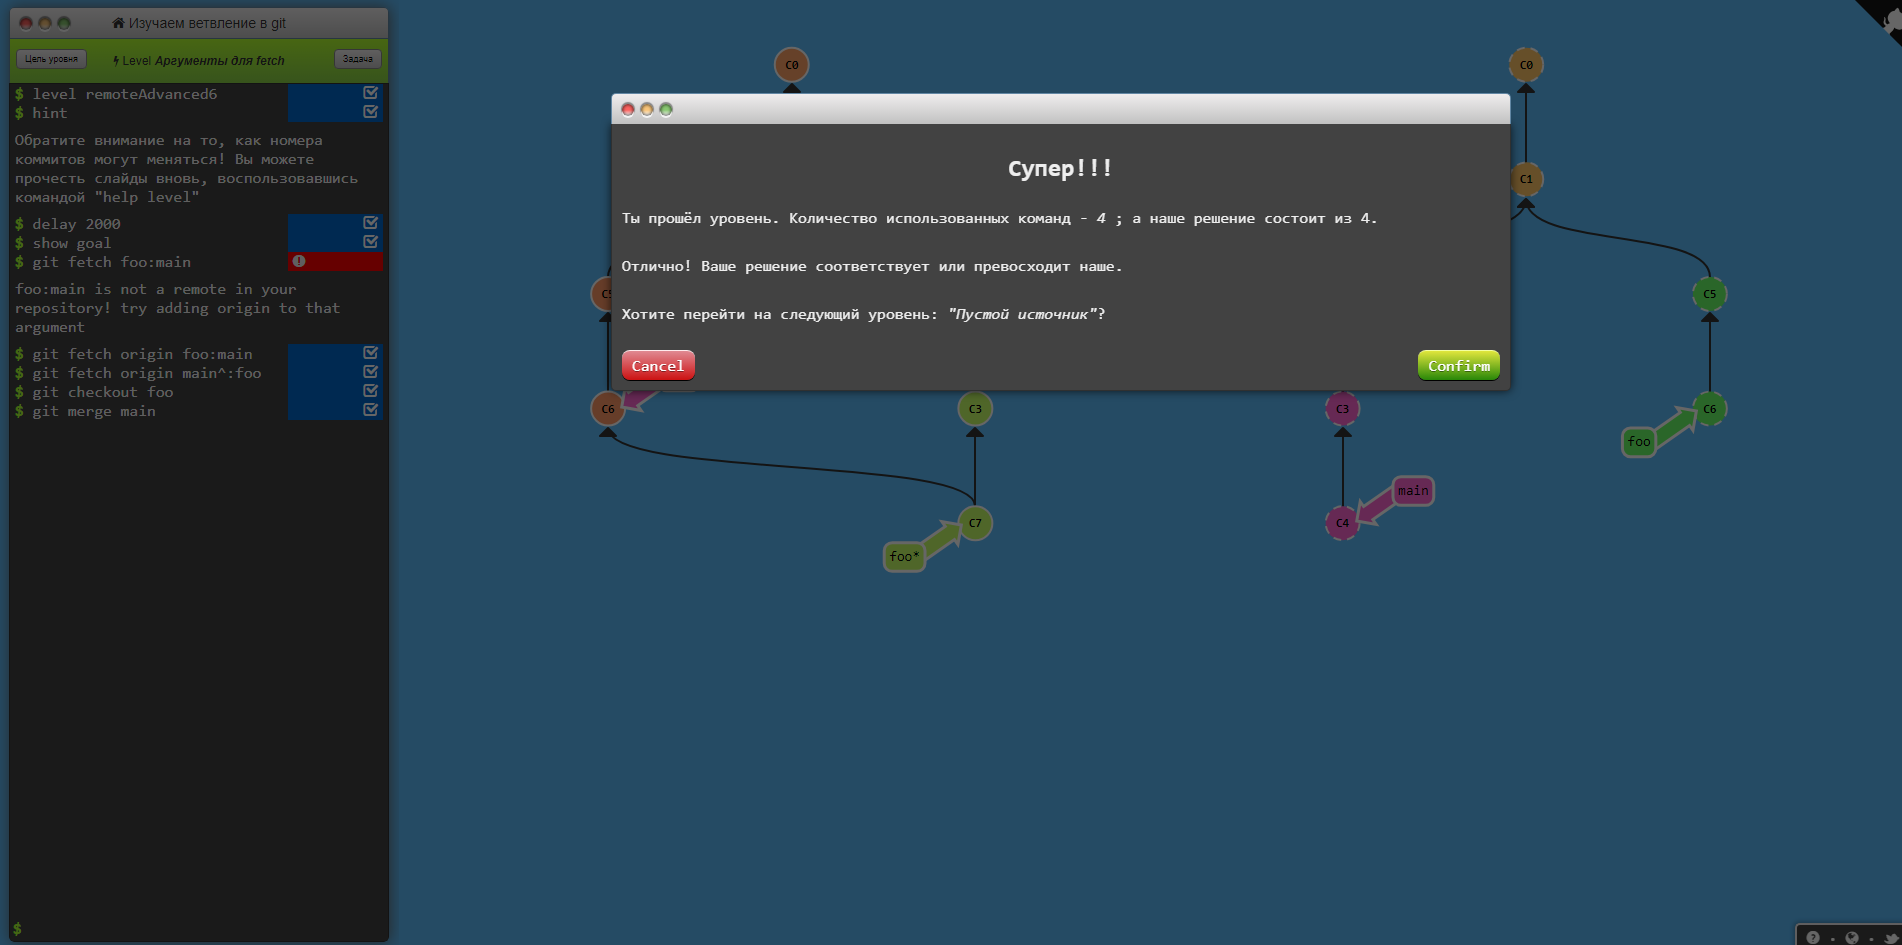 Изучаем ветвление в git
Цель уровня
Level Аргументы для fetch
Задача
$ level remoteAdvanced6
$ hint
Обратите внимание на то, как номера
коммитов могут меняться! Вы можете
прочесть слайды вновь, воспользовавшись
командой "help level"
$ delay 2000
$ show goal
$ git fetch foo:main
foo:main is not a remote in your
repository! try adding origin to that
argument
$ git fetch origin foo:main
$ git fetch origin main^:foo
$ git checkout foo
$ git merge main
$
C0
Супер!!!
Ты прошёл уровень. Количество использованных команд - 4 ; а наше решение состоит из 4.
Отлично! Ваше решение соответствует или превосходит наше.
Хотите перейти на следующий уровень: "Пустой источник"?
Cancel
Confirm
C6
C3
C7
foo*
C0
C1
C5
C3
C6
foo
main
C4